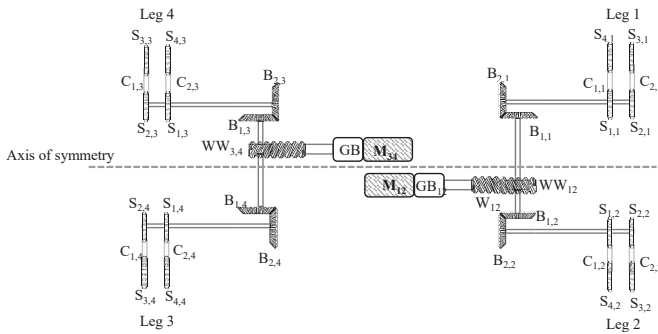 Leg 4
Leg 1
S3,3 S4,3
S4,1 S3,1
B2,3
B2,1
C1,3 C2,3
C1,1 C2,
S2,3 S1,3
B1,3
B1,1
S1,1 S2,1
WW3,4
GB M34
Axis of symmetry
M12 GB12
WW12
W12
S2,4 S1,4
B1,4
B1,2
S1,2 S2,2
C1,4 C2,4
B2,4
B2,2
C1,2 C2,
S3,4 S4,4
S4,2 S3,2
Leg 3
Leg 2